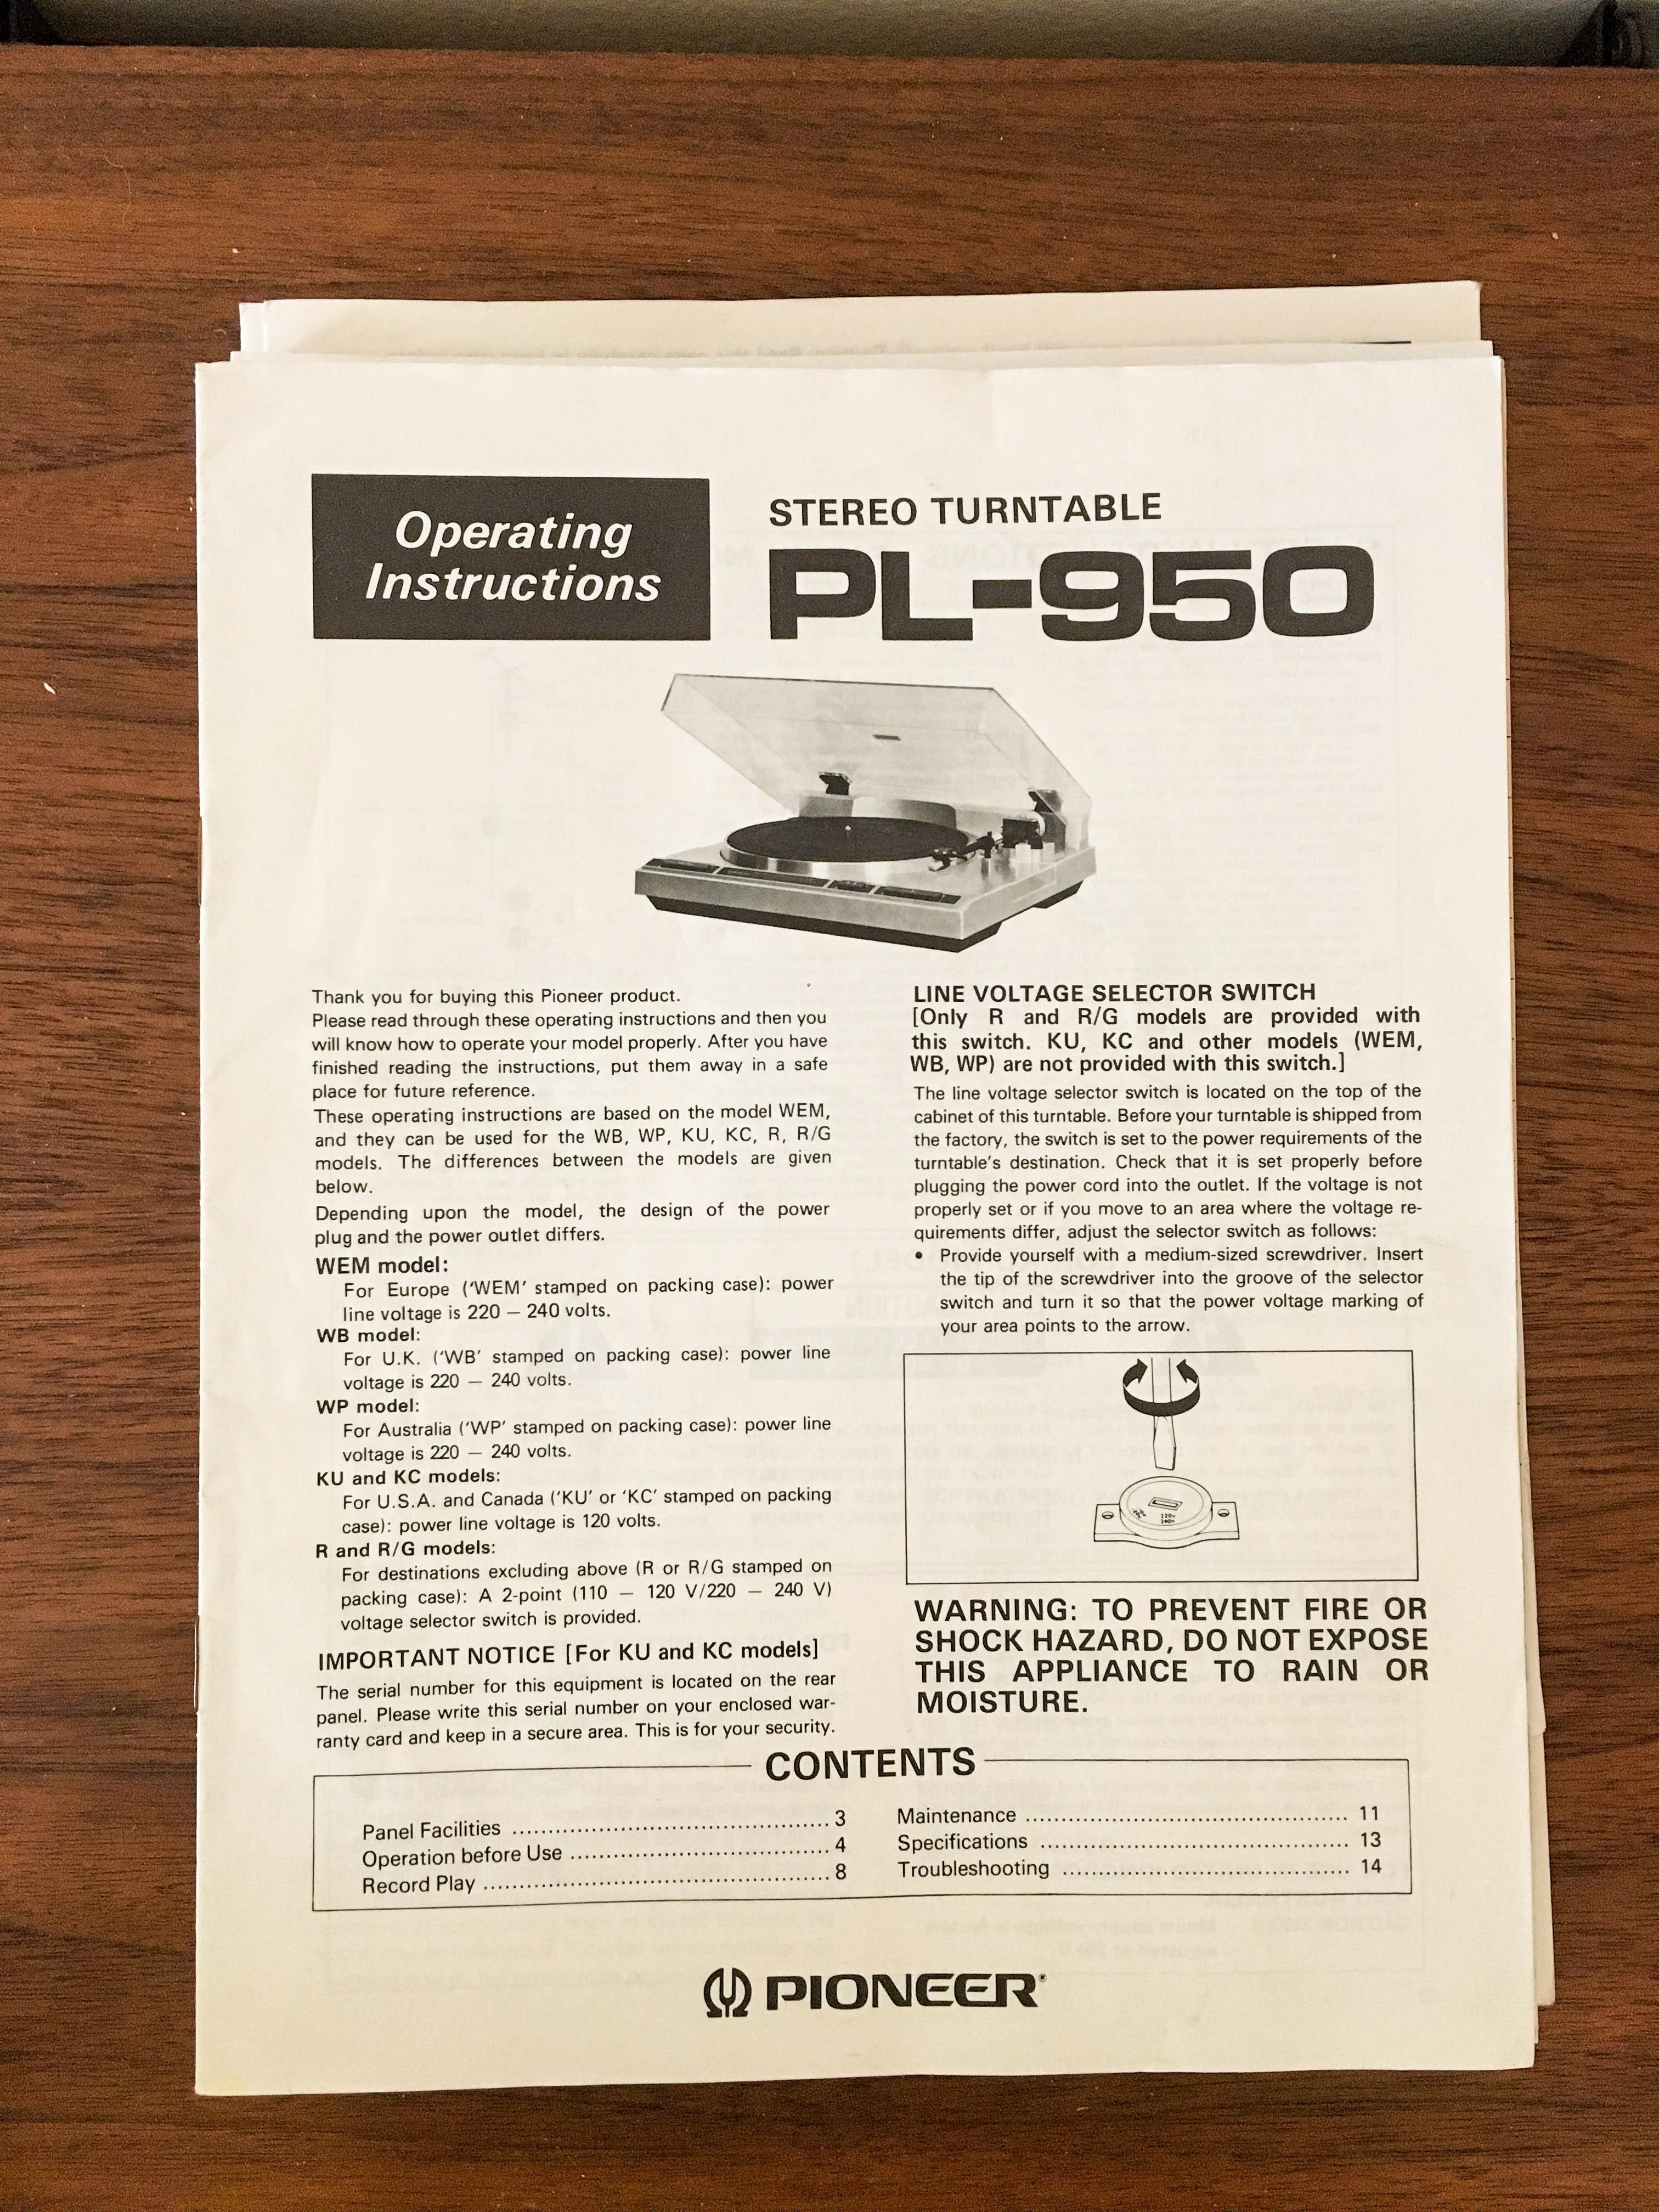 Operating
Instructions
STEREO TURNTABLE
PL-950
Thank you for buying this Pioneer product.
Please read through these operating instructions and then you
will know how to operate your model properly. After you have
finished reading the instructions, put them away in a safe
place for future reference.
These operating instructions are based on the model WEM,
and they can be used for the WB, WP, KU, KC, R, R/G
models. The differences between the models are given
below.
Depending upon the model, the design of the power
plug and the power outlet differs.
WEM model:
For Europe ('WEM' stamped on packing case): power
line voltage is 220 – 240 volts.
WB model:
For U.K. ('WB' stamped on packing case): power line
voltage is 220 – 240 volts.
WP model:
For Australia ('WP' stamped on packing case): power line
voltage is 220 – 240 volts.
KU and KC models:
For U.S.A. and Canada ('KU' or 'KC' stamped on packing
case): power line voltage is 120 volts.
R and R/G models:
For destinations excluding above (R or R/G stamped on
packing case): A 2-point (110 – 120 V/220 – 240 V)
voltage selector switch is provided.
IMPORTANT NOTICE [For KU and KC models]
The serial number for this equipment is located on the rear
panel. Please write this serial number on your enclosed war-
ranty card and keep in a secure area. This is for your security.
LINE VOLTAGE SELECTOR SWITCH
[Only R and R/G models are provided with
this switch. KU, KC and other models (WEM,
WB, WP) are not provided with this switch.]
The line voltage selector switch is located on the top of the
cabinet of this turntable. Before your turntable is shipped from
the factory, the switch is set to the power requirements of the
turntable's destination. Check that it is set properly before
plugging the power cord into the outlet. If the voltage is not
properly set or if you move to an area where the voltage re-
quirements differ, adjust the selector switch as follows:
• Provide yourself with a medium-sized screwdriver. Insert
the tip of the screwdriver into the groove of the selector
switch and turn it so that the power voltage marking of
your area points to the arrow.
WARNING: TO PREVENT FIRE OR
SHOCK HAZARD, DO NOT EXPOSE
THIS APPLIANCE TO RAIN OR
MOISTURE.
CONTENTS
Panel Facilities ........ 3
Operation before Use ........ 4
Record Play ........ 8
Maintenance ........ 11
Specifications ........ 13
Troubleshooting ........ 14
PIONEER